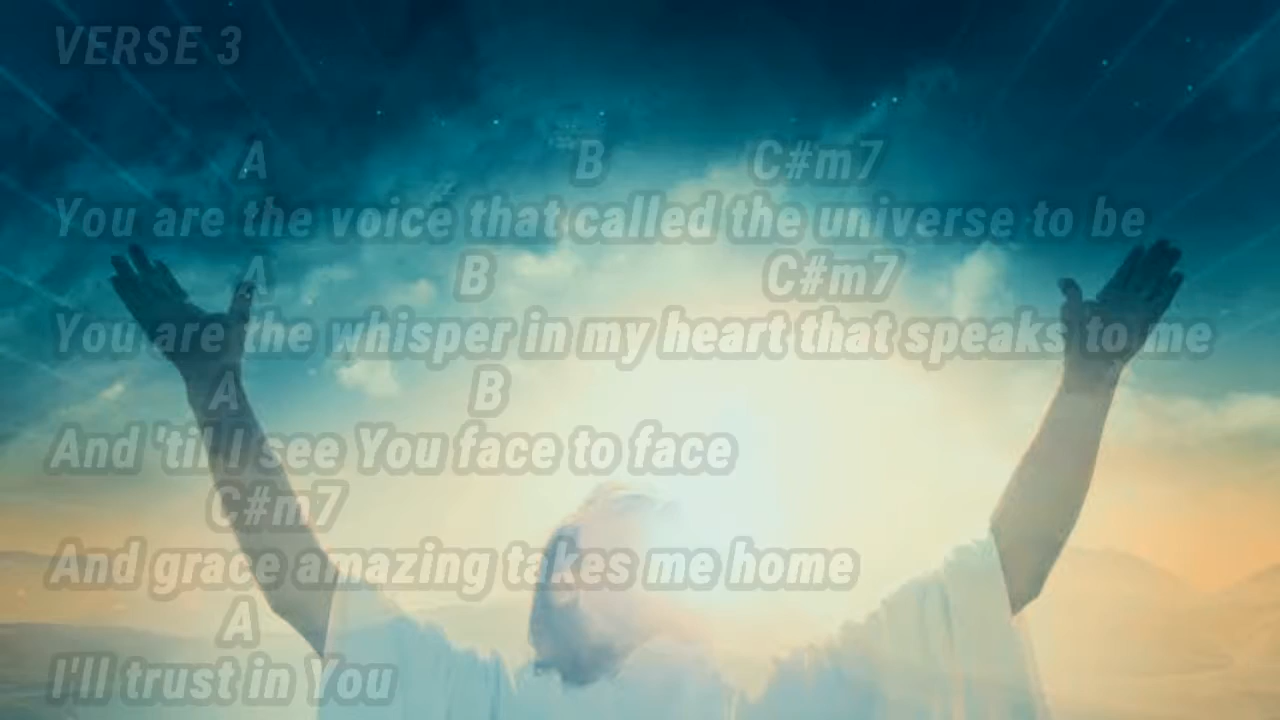 VERSE 3
A B C#m7
You are the voice that called the universe to be
A B C#m7
You are the whisper in my heart that speaks to me
A B
And 'til I see You face to face
C#m7
And grace amazing takes me home
A
I'll trust in You